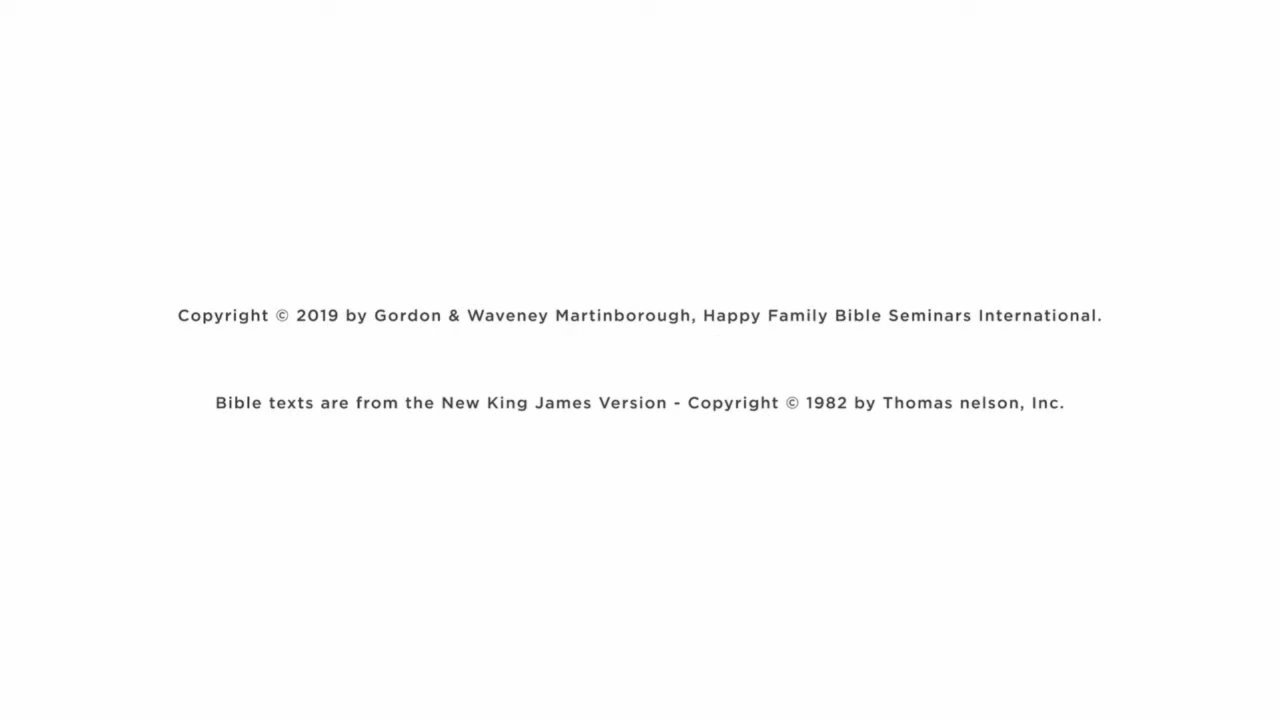 Copyright © 2019 by Gordon & Waveney Martinborough, Happy Family Bible Seminars International.
Bible texts are from the New King James Version - Copyright © 1982 by Thomas nelson, Inc.